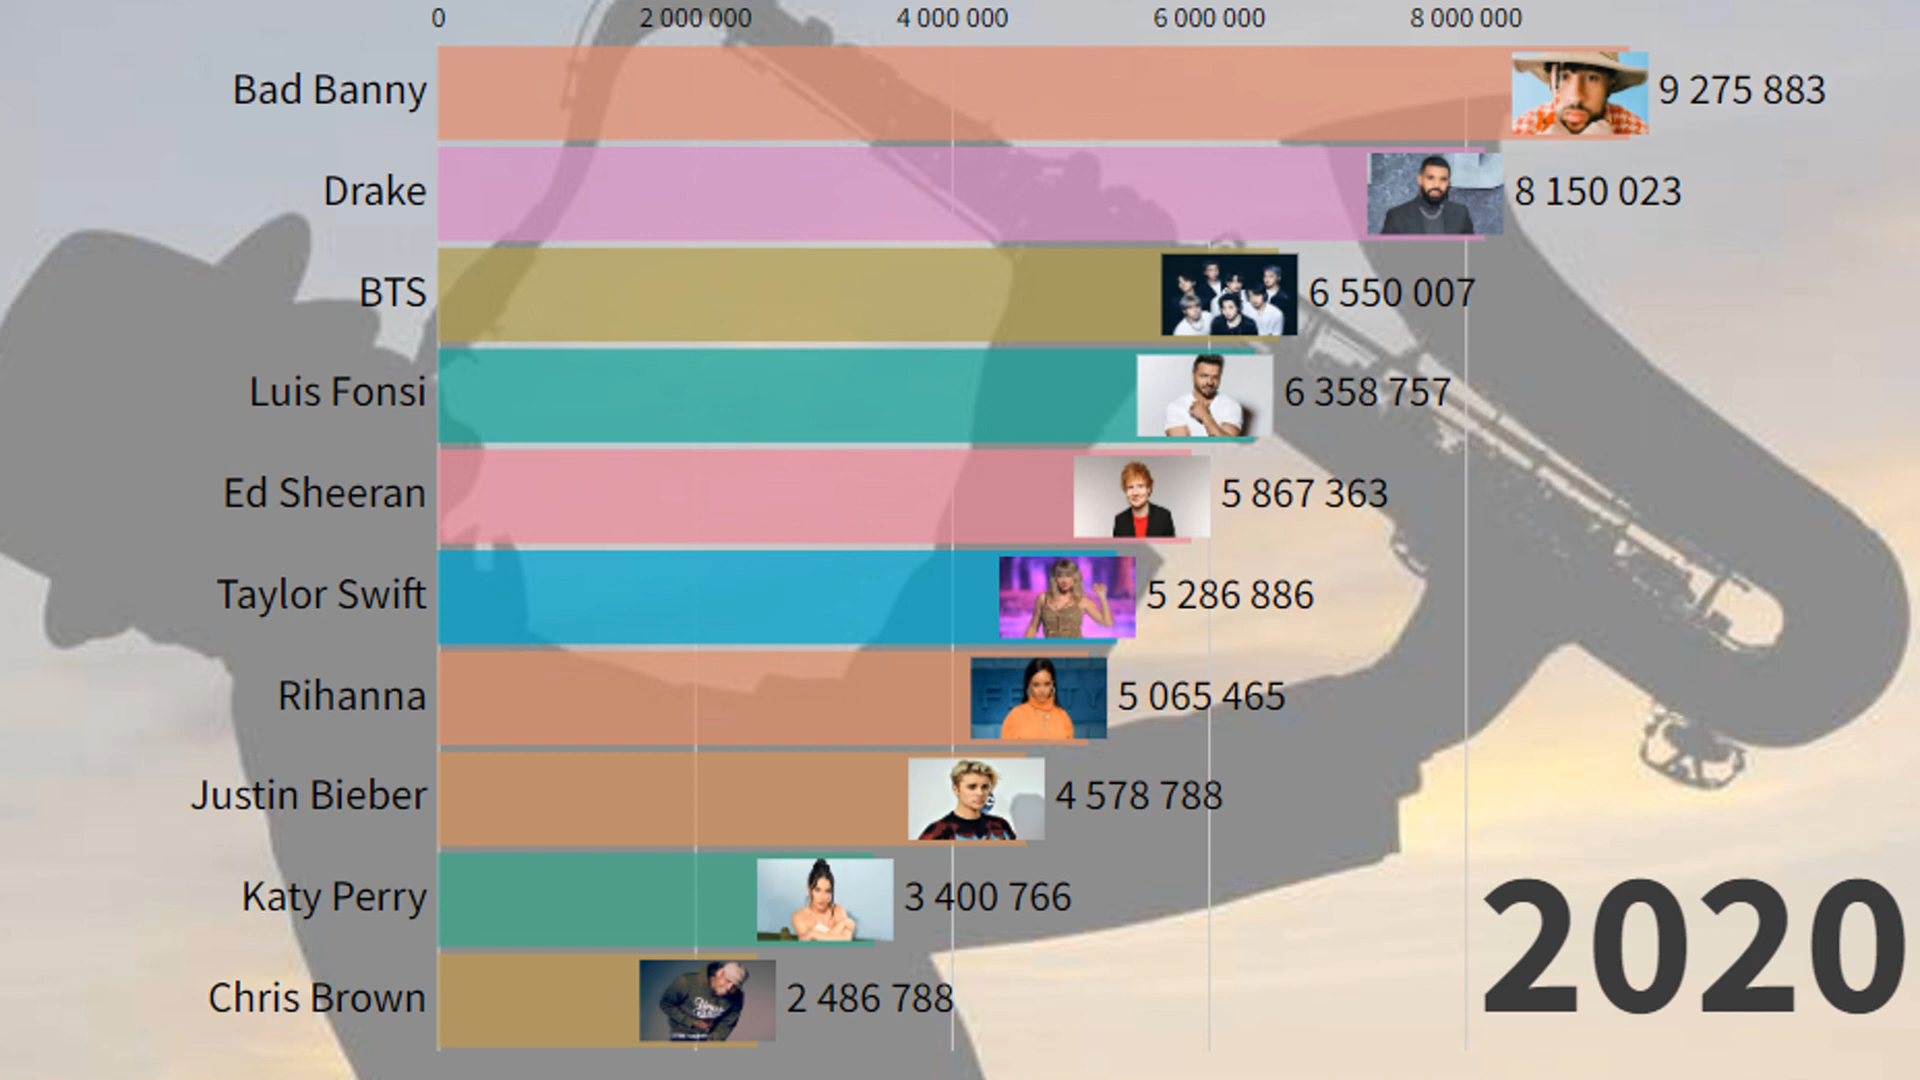 0 2 000 000 4 000 000 6 000 000 8 000 000
Bad Banny 9 275 883
Drake 8 150 023
BTS 6 550 007
Luis Fonsi 6 358 757
Ed Sheeran 5 867 363
Taylor Swift 5 286 886
Rihanna 5 065 465
Justin Bieber 4 578 788
Katy Perry 3 400 766
Chris Brown 2 486 788
2020